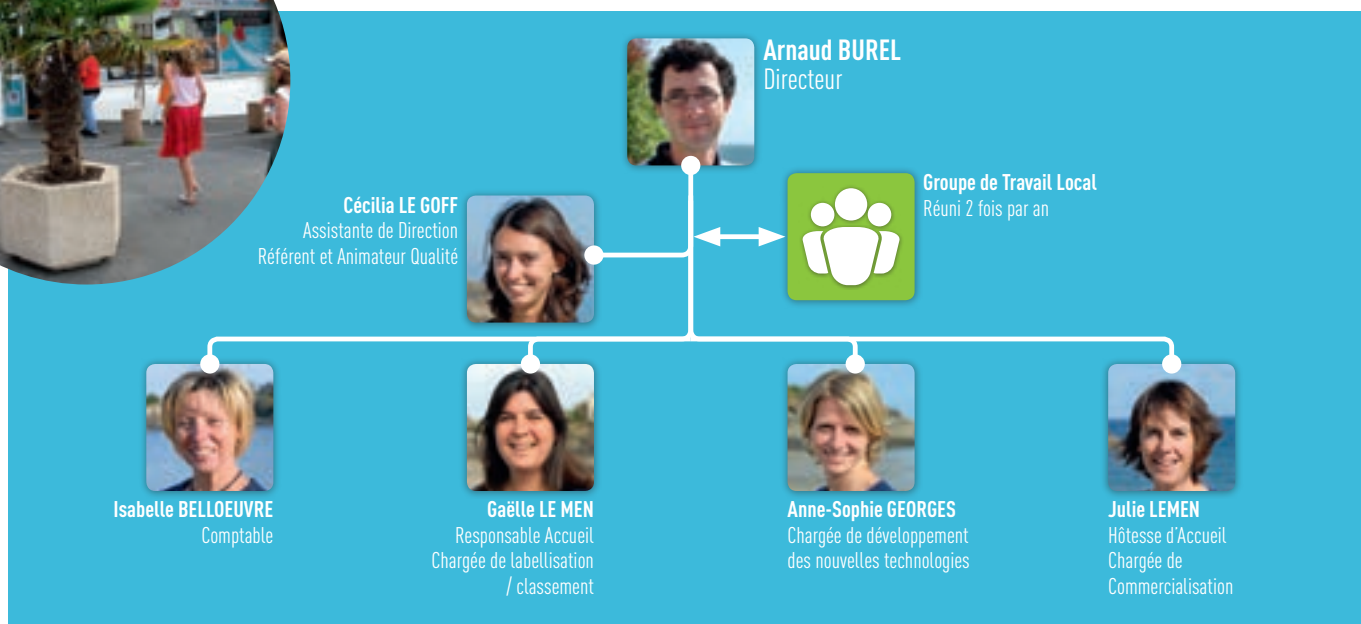 Arnaud BUREL
Directeur
Cécilia LE GOFF
Assistante de Direction
Référent et Animateur Qualité
Groupe de Travail Local
Réuni 2 fois par an
Isabelle BELLOEUVRE
Comptable
Gaëlle LE MEN
Responsable Accueil
Chargée de labellisation
/ classement
Anne-Sophie GEORGES
Chargée de développement
des nouvelles technologies
Julie LEMEN
Hôtesse d'Accueil
Chargée de
Commercialisation